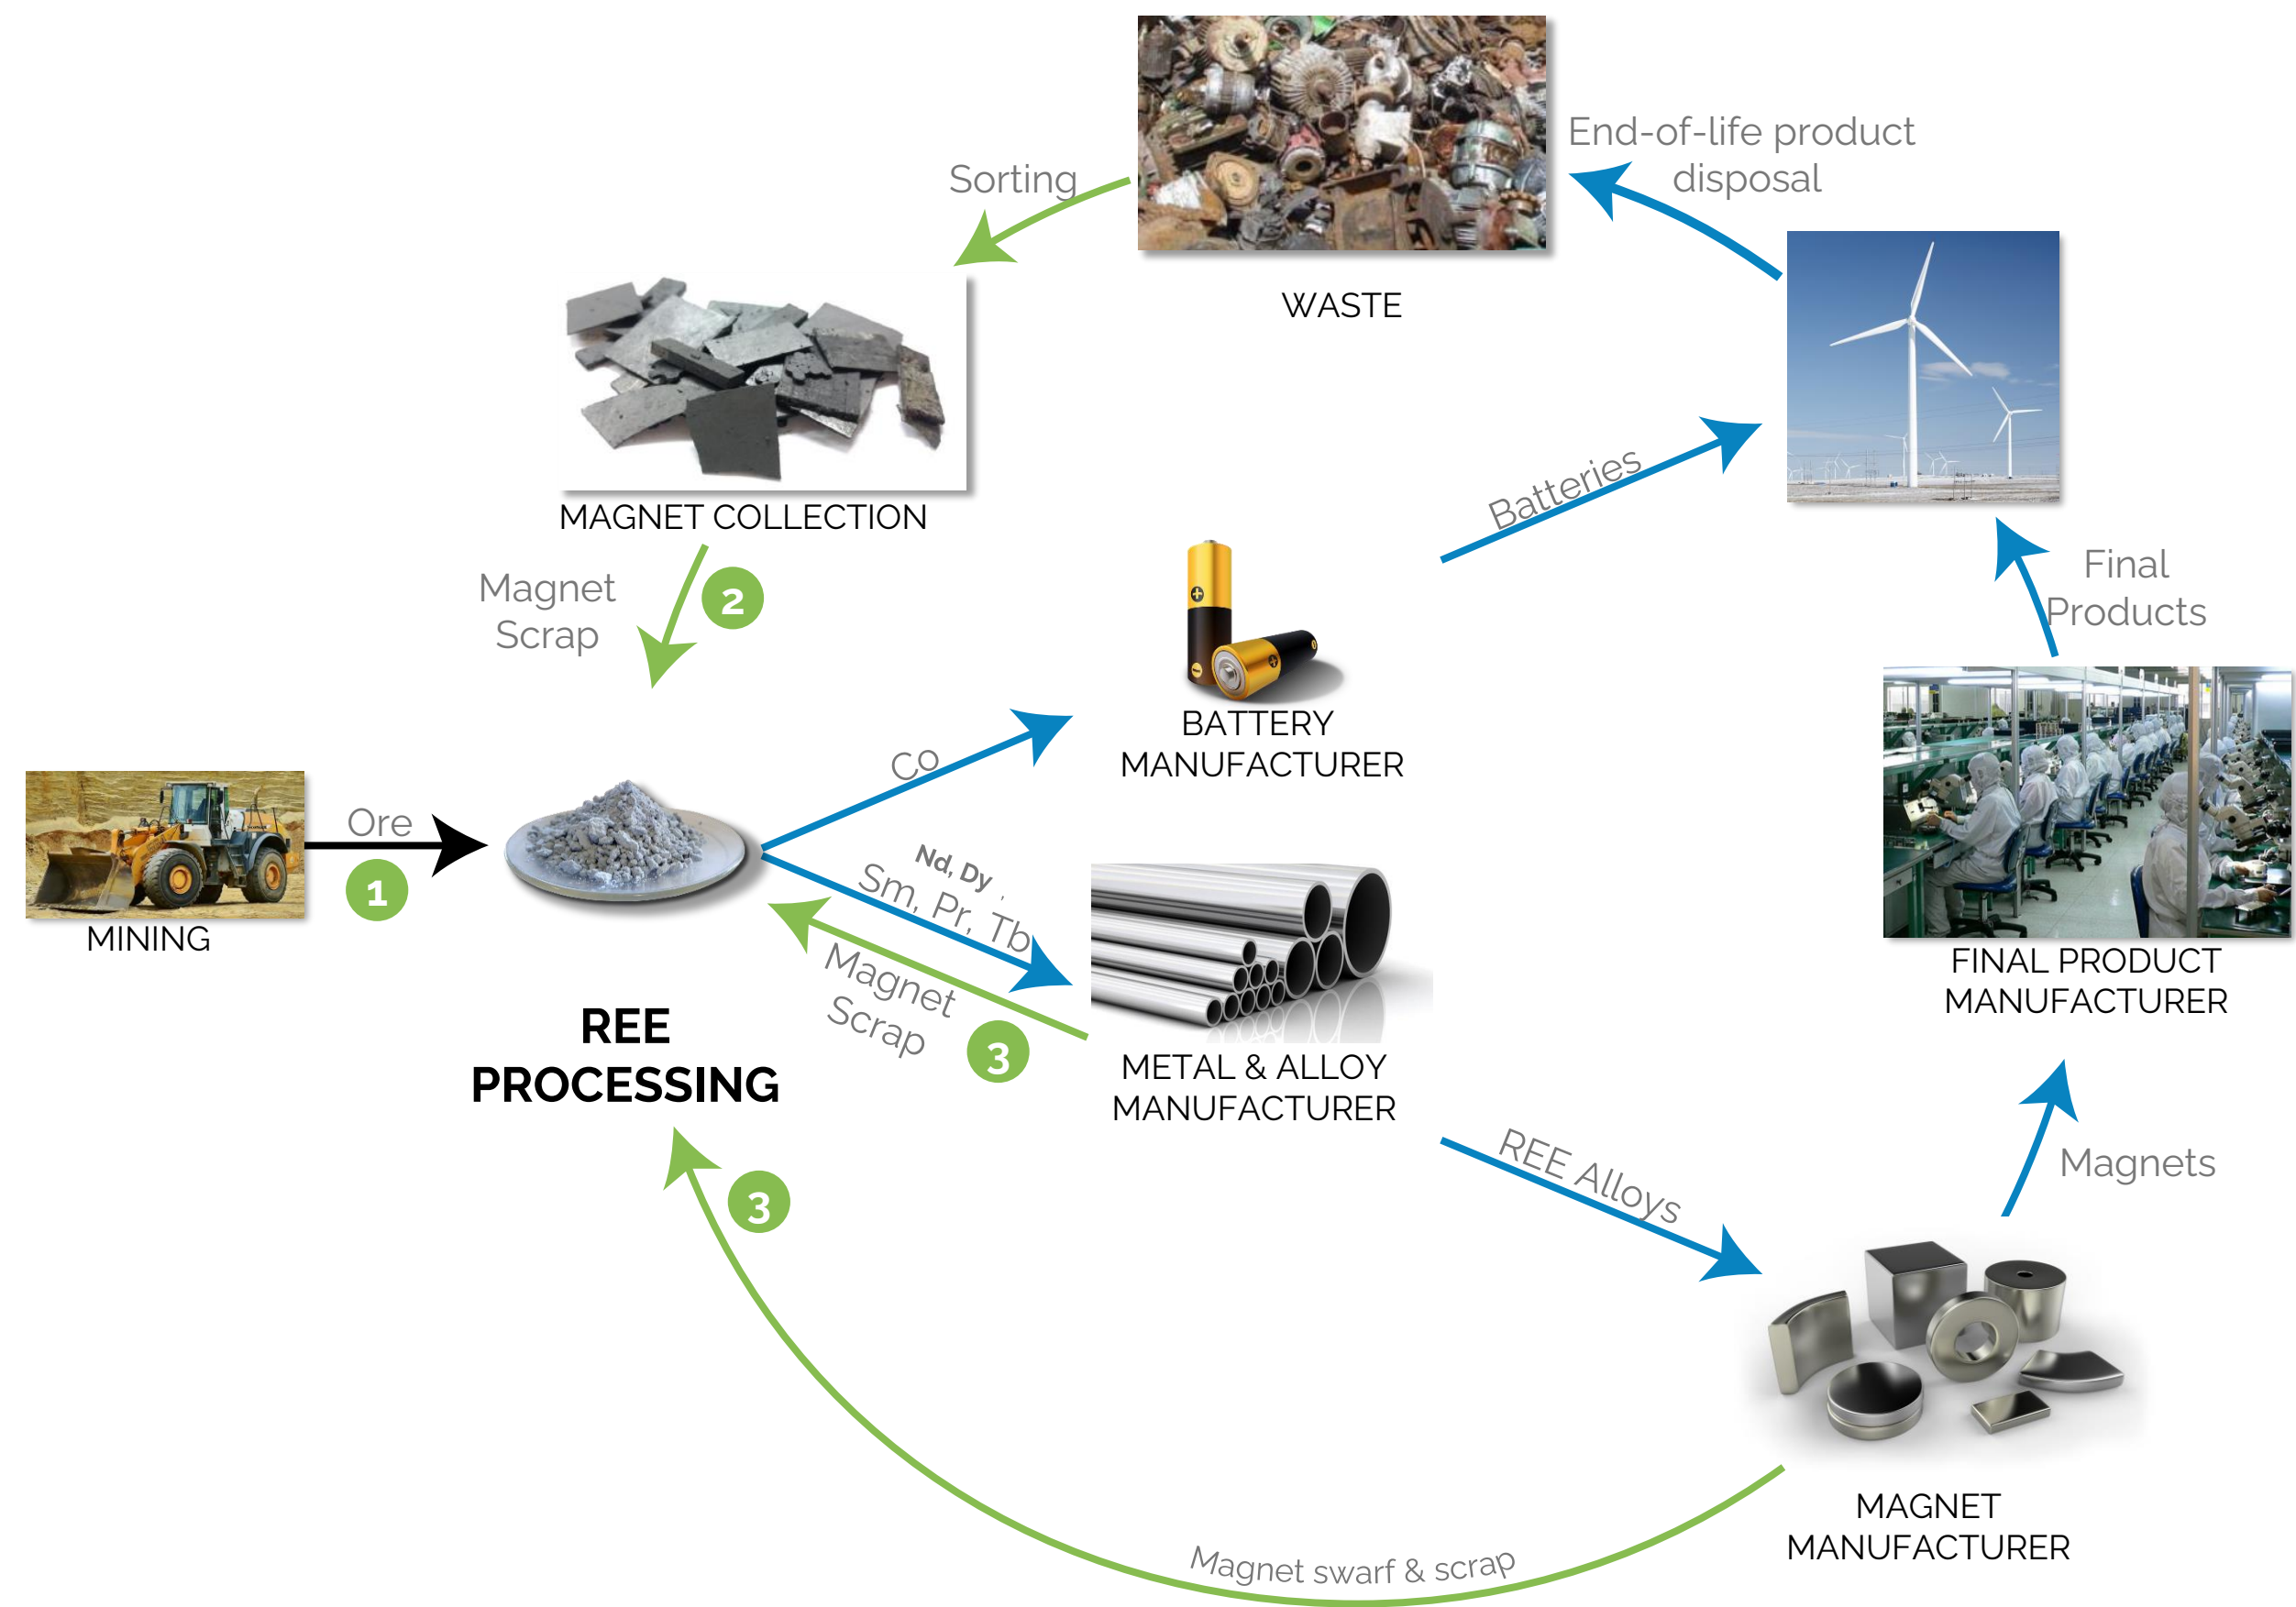 End-of-life product
disposal
Sorting
WASTE
MAGNET COLLECTION
Batteries
Magnet
Scrap
2
Final
Products
BATTERY
MANUFACTURER
Co
Ore
1
MINING
Nd, Dy,
Sm, Pr, Tb
Magnet
Scrap
3
FINAL PRODUCT
MANUFACTURER
REE
PROCESSING
METAL & ALLOY
MANUFACTURER
REE Alloys
Magnets
3
MAGNET
MANUFACTURER
Magnet swarf & scrap